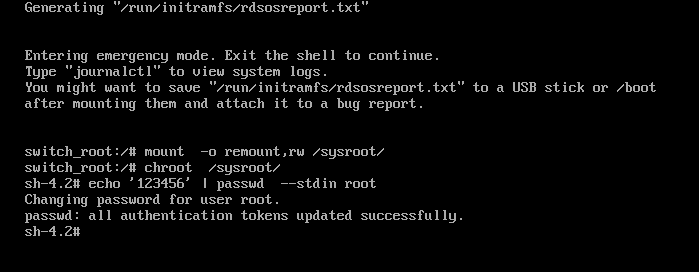 Generating "/run/initramfs/rdsosreport.txt"
Entering emergency mode. Exit the shell to continue.
Type "journalctl" to view system logs.
You might want to save "/run/initramfs/rdsosreport.txt" to a USB stick or /boot
after mounting them and attach it to a bug report.
switch_root:/# mount  -o remount,rw /sysroot/
switch_root:/# chroot  /sysroot/
sh-4.2# echo '123456' | passwd  --stdin root
Changing password for user root.
passwd: all authentication tokens updated successfully.
sh-4.2#